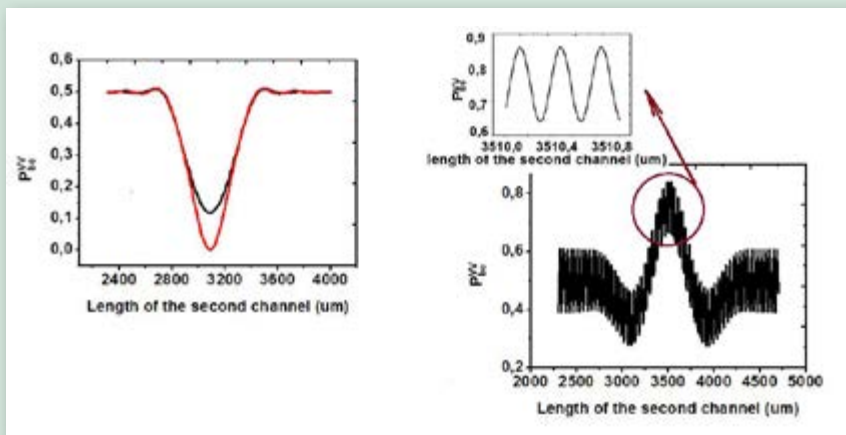 0,6
0,5
0,4
0,3
0,2
0,1
0,0
2400 2800 3200 3600 4000
Length of the second channel (um)
0,9
0,8
0,7
0,6
3510,0 3510,4 3510,8
length of the second channel (um)
0,8
0,6
0,4
0,2
2000 2500 3000 3500 4000 4500 5000
Length of the second channel (um)